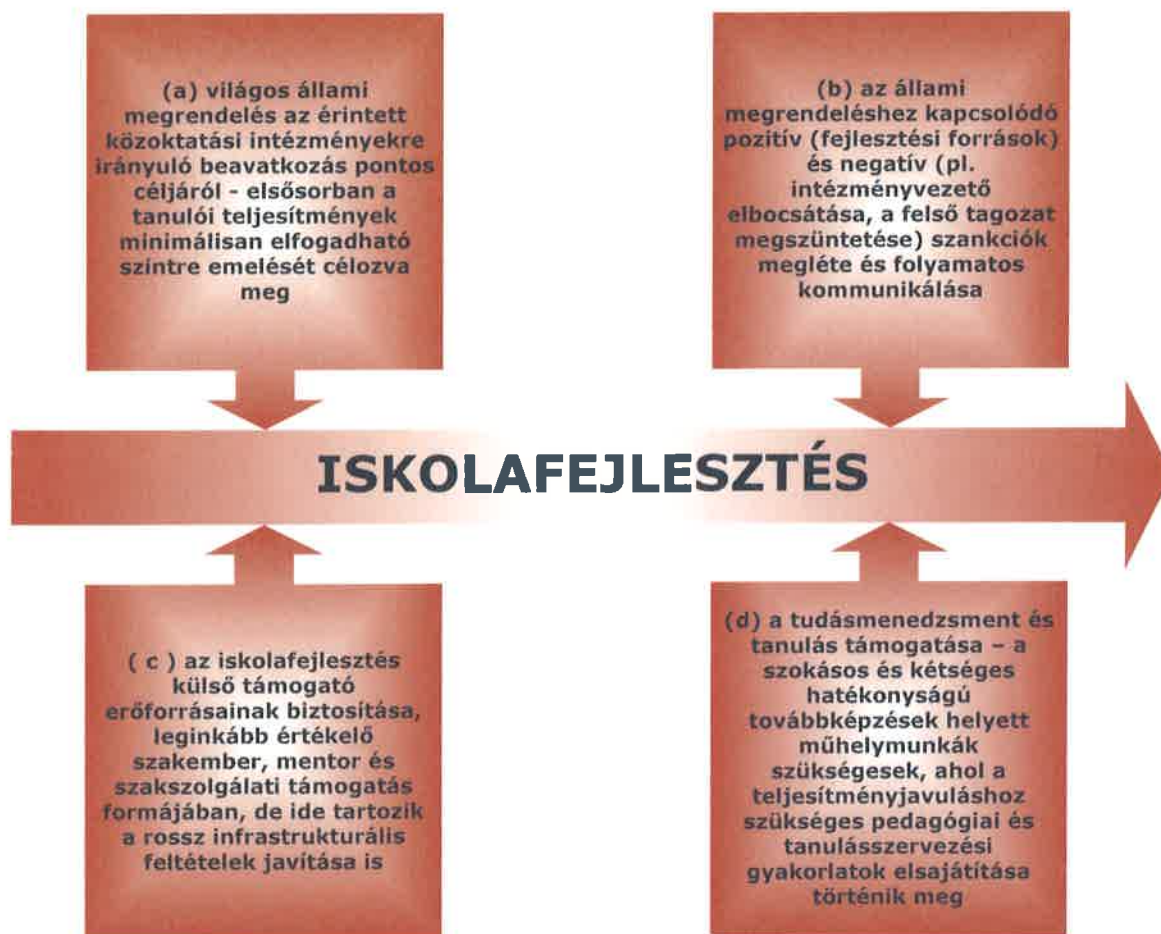 (a) világos állami
megrendelés az érintett
közoktatási intézményekre
irányuló beavatkozás pontos
céljáról - elsősorban a
tanulói teljesítmények
minimálisan elfogadható
szintre emelését célozva
meg
(b) az állami
megrendeléshez kapcsolódó
pozitív (fejlesztési források)
és negatív (pl.
intézményvezető
elbocsátása, a felső tagozat
megszüntetése) szankciók
megléte és folyamatos
kommunikálása
ISKOLAFEJLESZTÉS
( c ) az iskolafejlesztés
külső támogató
erőforrásainak biztosítása,
leginkább értékelő
szakember, mentor és
szakszolgálati támogatás
formájában, de ide tartozik
a rossz infrastrukturális
feltételek javítása is
(d) a tudásmenedzsment és
tanulás támogatása – a
szokásos és kétséges
hatékonyságú
továbbképzések helyett
műhelymunkák
szükségesek, ahol a
teljesítményjavuláshoz
szükséges pedagógiai és
tanulásszervezési
gyakorlatok elsajátítása
történik meg